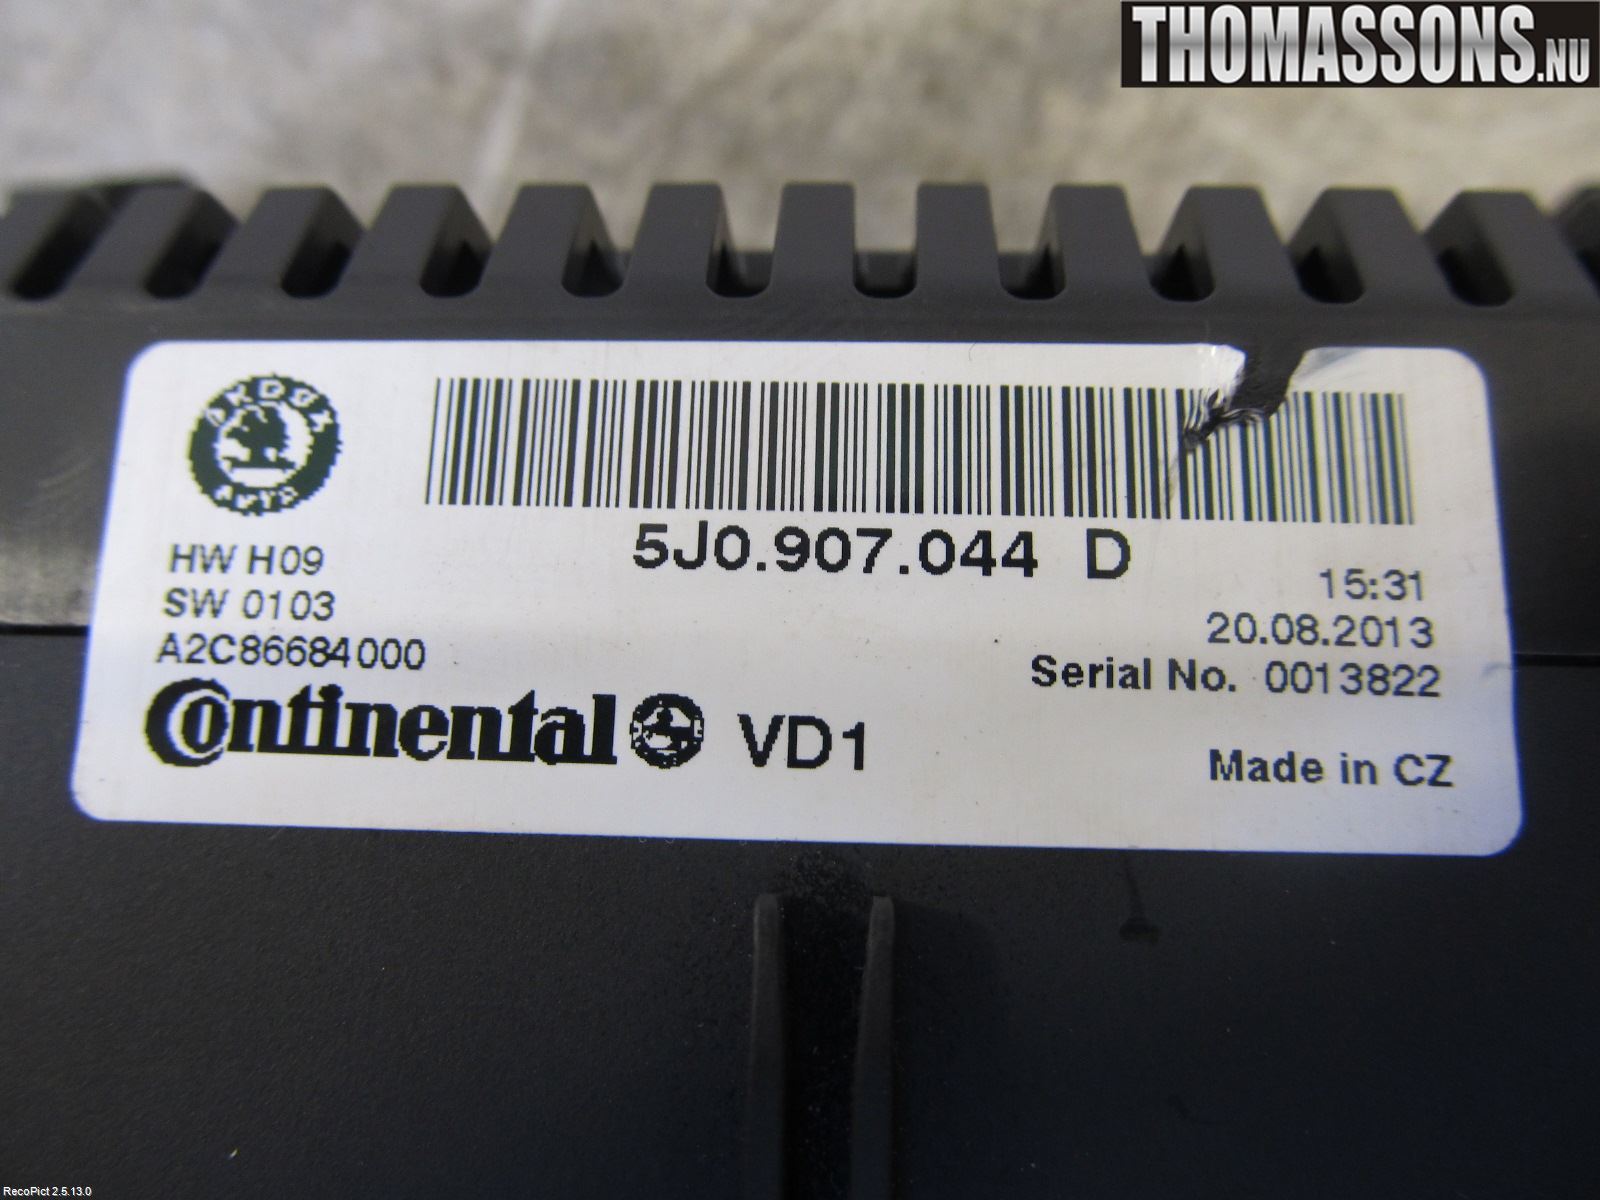 THOMASSONS.NU
AUTO
5J0.907.044 D
HW H09
SW 0103
A2C86684000
15:31
20.08.2013
Serial No. 0013822
Continental VD1
Made in CZ
RecoPict 2.5.13.0